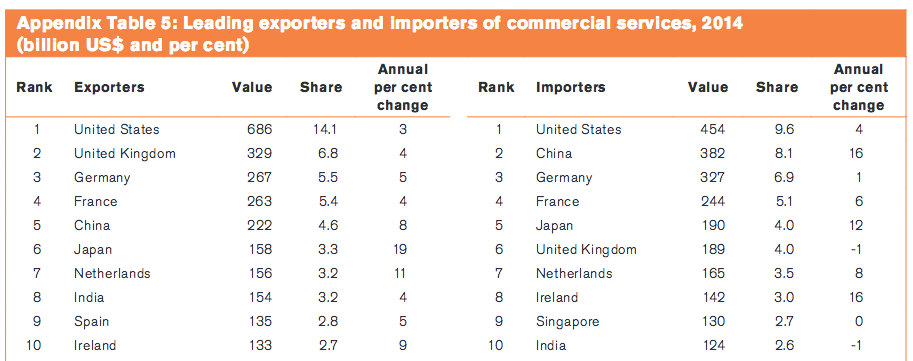 Appendix Table 5: Leading exporters and importers of commercial services, 2014
(billion US$ and per cent)
Rank Exporters Value Share Annual per cent change Rank Importers Value Share Annual per cent change
1 United States 686 14.1 3 1 United States 454 9.6 4
2 United Kingdom 329 6.8 4 2 China 382 8.1 16
3 Germany 267 5.5 5 3 Germany 327 6.9 1
4 France 263 5.4 4 4 France 244 5.1 6
5 China 222 4.6 8 5 Japan 190 4.0 12
6 Japan 158 3.3 19 6 United Kingdom 189 4.0 -1
7 Netherlands 156 3.2 11 7 Netherlands 165 3.5 8
8 India 154 3.2 4 8 Ireland 142 3.0 16
9 Spain 135 2.8 5 9 Singapore 130 2.7 0
10 Ireland 133 2.7 9 10 India 124 2.6 -1